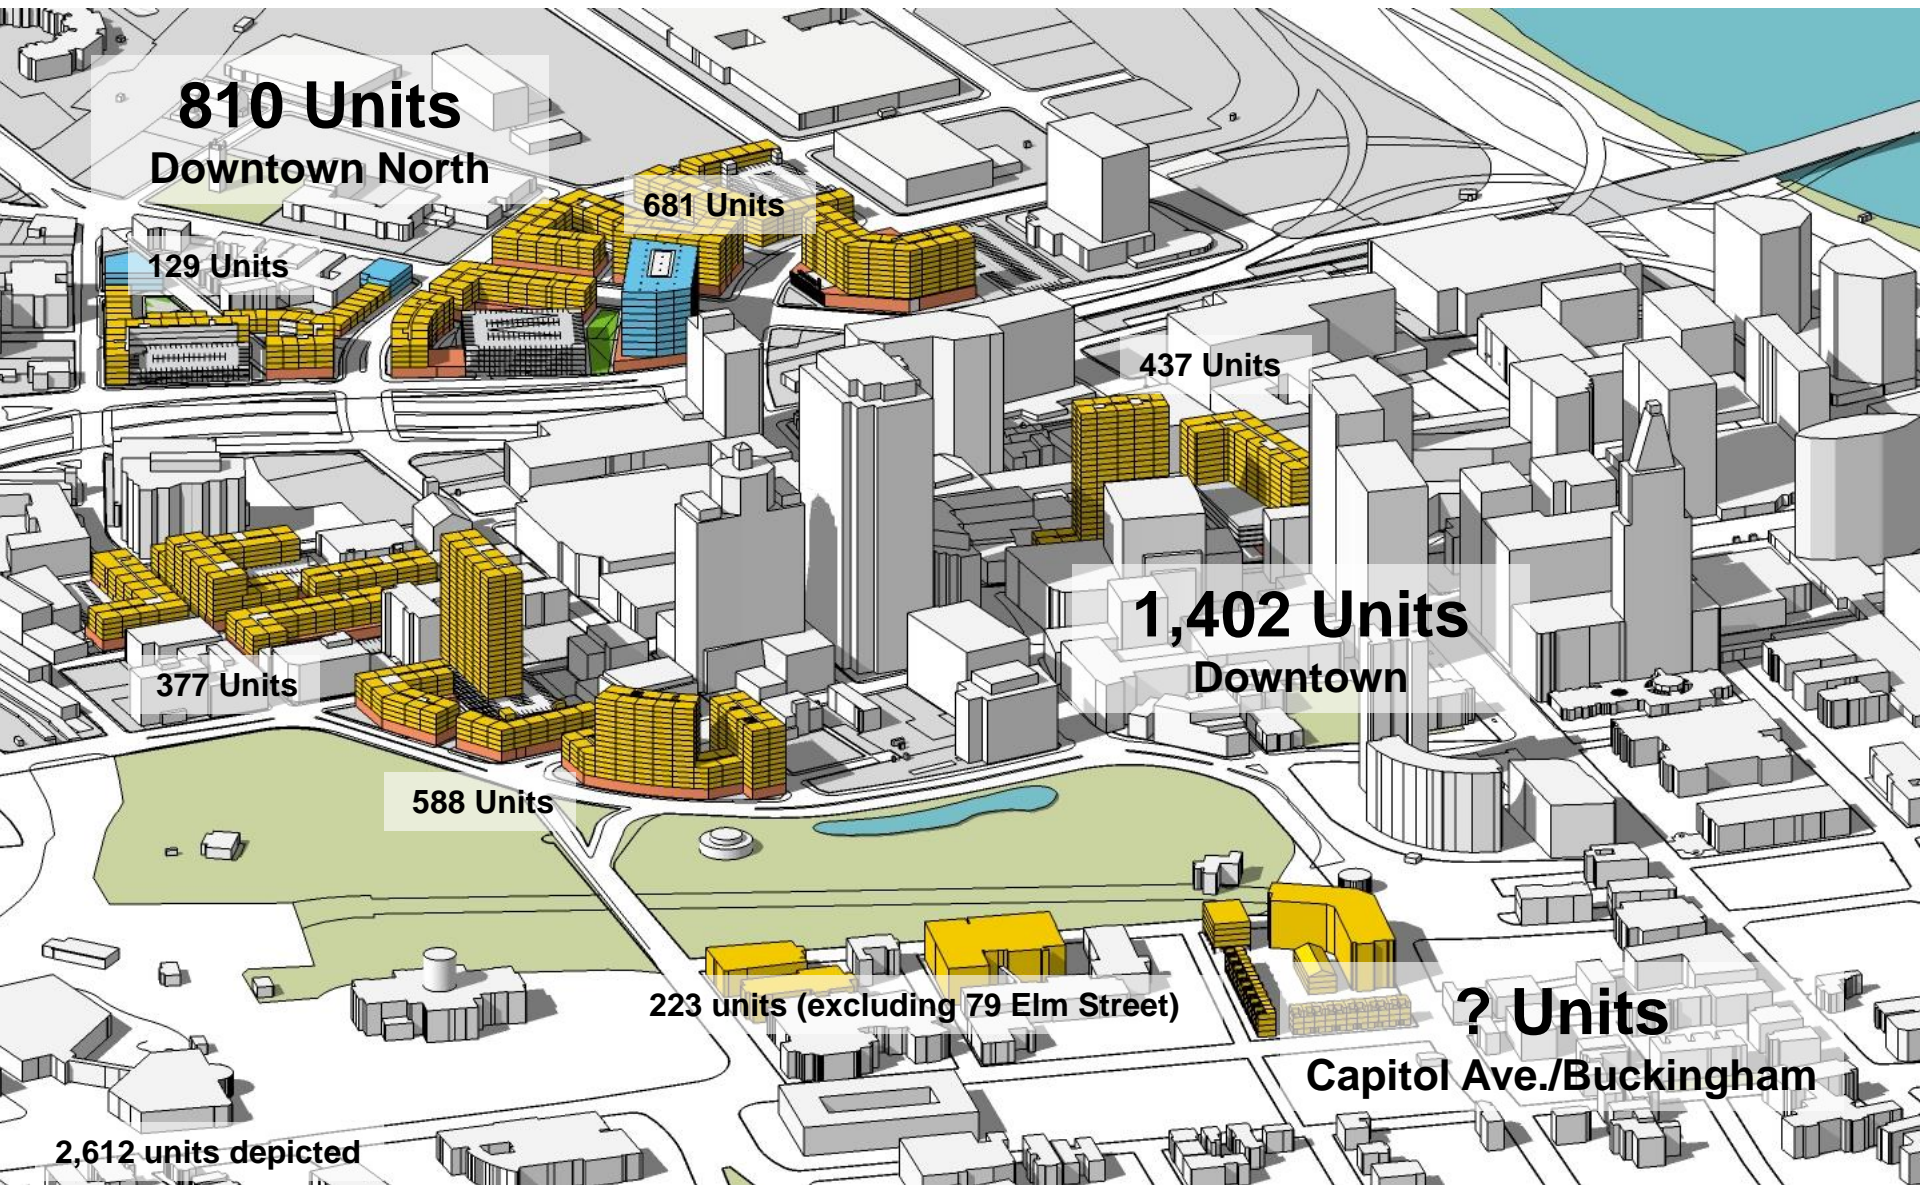 810 Units
Downtown North
681 Units
129 Units
437 Units
1,402 Units
Downtown
377 Units
588 Units
223 units (excluding 79 Elm Street)
? Units
Capitol Ave./Buckingham
2,612 units depicted